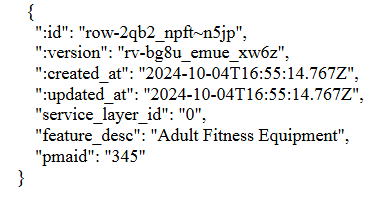 {
":id": "row-2qb2_npft~n5jp",
":version": "rv-bg8u_emue_xw6z",
":created_at": "2024-10-04T16:55:14.767Z",
":updated_at": "2024-10-04T16:55:14.767Z",
"service_layer_id": "0",
"feature_desc": "Adult Fitness Equipment",
"pmaid": "345"
}